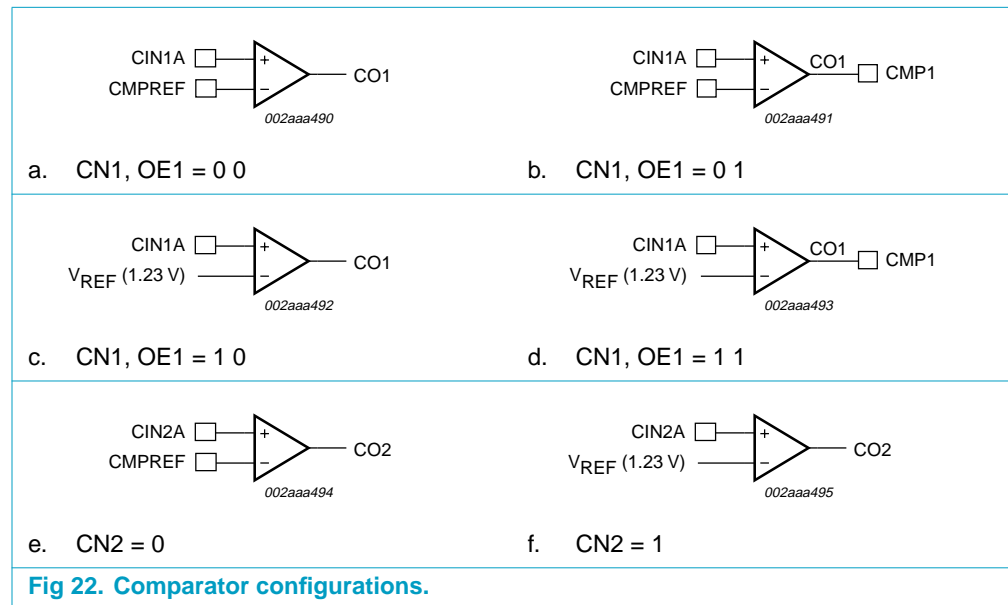 CIN1A + CO1
CMPREF −
002aaa490
a. CN1, OE1 = 0 0
CIN1A + CO1 CMP1
CMPREF −
002aaa491
b. CN1, OE1 = 0 1
CIN1A + CO1
VREF (1.23 V) −
002aaa492
c. CN1, OE1 = 1 0
CIN1A + CO1 CMP1
VREF (1.23 V) −
002aaa493
d. CN1, OE1 = 1 1
CIN2A + CO2
CMPREF −
002aaa494
e. CN2 = 0
CIN2A + CO2
VREF (1.23 V) −
002aaa495
f. CN2 = 1
Fig 22. Comparator configurations.